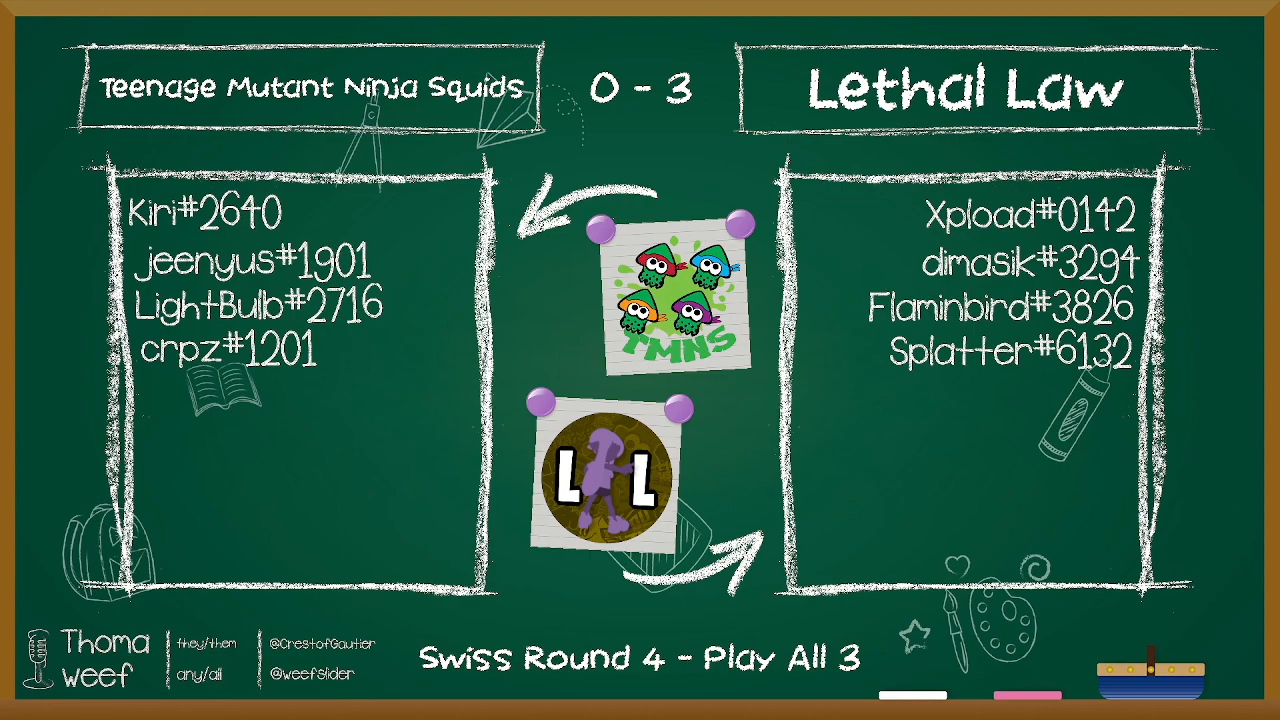 Teenage Mutant Ninja Squids
0 - 3
Lethal Law
Kiri#2640
jeenyus#1901
LightBulb#2716
crpz#1201
Xpload#0142
dimasik#3294
Flaminbird#3826
Splatter#6132
TMNS
L L
Thoma
they/them
@CrestofGautier
weef
any/all
@weefslider
Swiss Round 4 - Play All 3